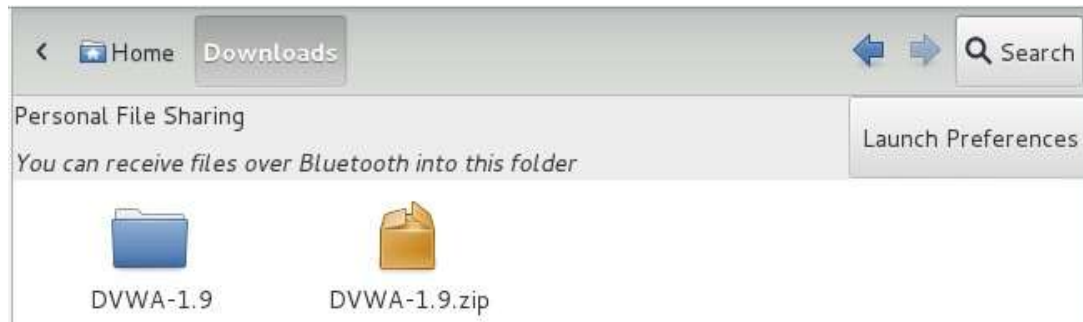 < Home Downloads Search
Personal File Sharing
Launch Preferences
You can receive files over Bluetooth into this folder
DVWA-1.9 DVWA-1.9.zip